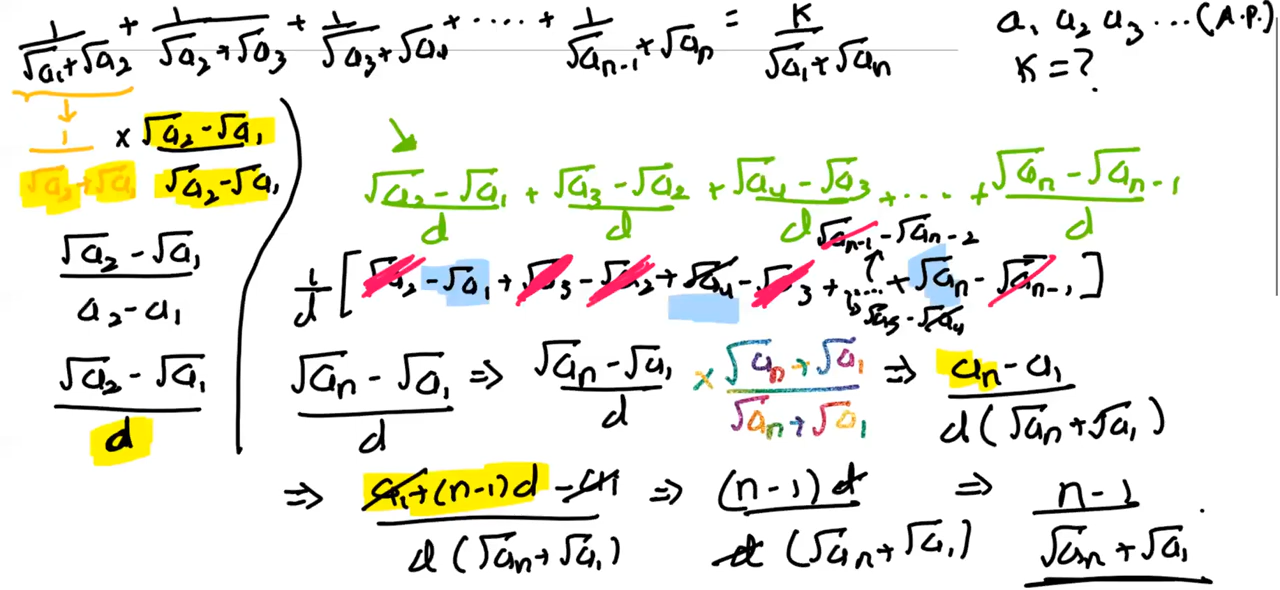 1/(√a₁+√a₂) + 1/(√a₂+√a₃) + 1/(√a₃+√a₄) + ..... + 1/(√aₙ₋₁+√aₙ) = K/(√a₁+√aₙ)
a₁ a₂ a₃ ... (A.P.)
K = ?
1/(√a₂+√a₁) × (√a₂-√a₁)/(√a₂-√a₁)
(√a₂-√a₁)/(a₂-a₁)
(√a₂-√a₁)/d
(√a₂-√a₁)/d + (√a₃-√a₂)/d + (√a₄-√a₃)/d + .... + (√aₙ-√aₙ₋₁)/d
√aₙ₋₁ - √aₙ₋₂
1/d [√a₂ - √a₁ + √a₃ - √a₂ + √a₄ - √a₃ + ..... + √aₙ - √aₙ₋₁]
√a₅ - √a₄
(√aₙ-√a₁)/d ⇒ (√aₙ-√a₁)/d × (√aₙ+√a₁)/(√aₙ+√a₁) ⇒ (aₙ-a₁)/(d(√aₙ+√a₁))
⇒ (a₁+(n-1)d-a₁)/(d(√aₙ+√a₁)) ⇒ (n-1)d/(d(√aₙ+√a₁)) ⇒ (n-1)/(√aₙ+√a₁)